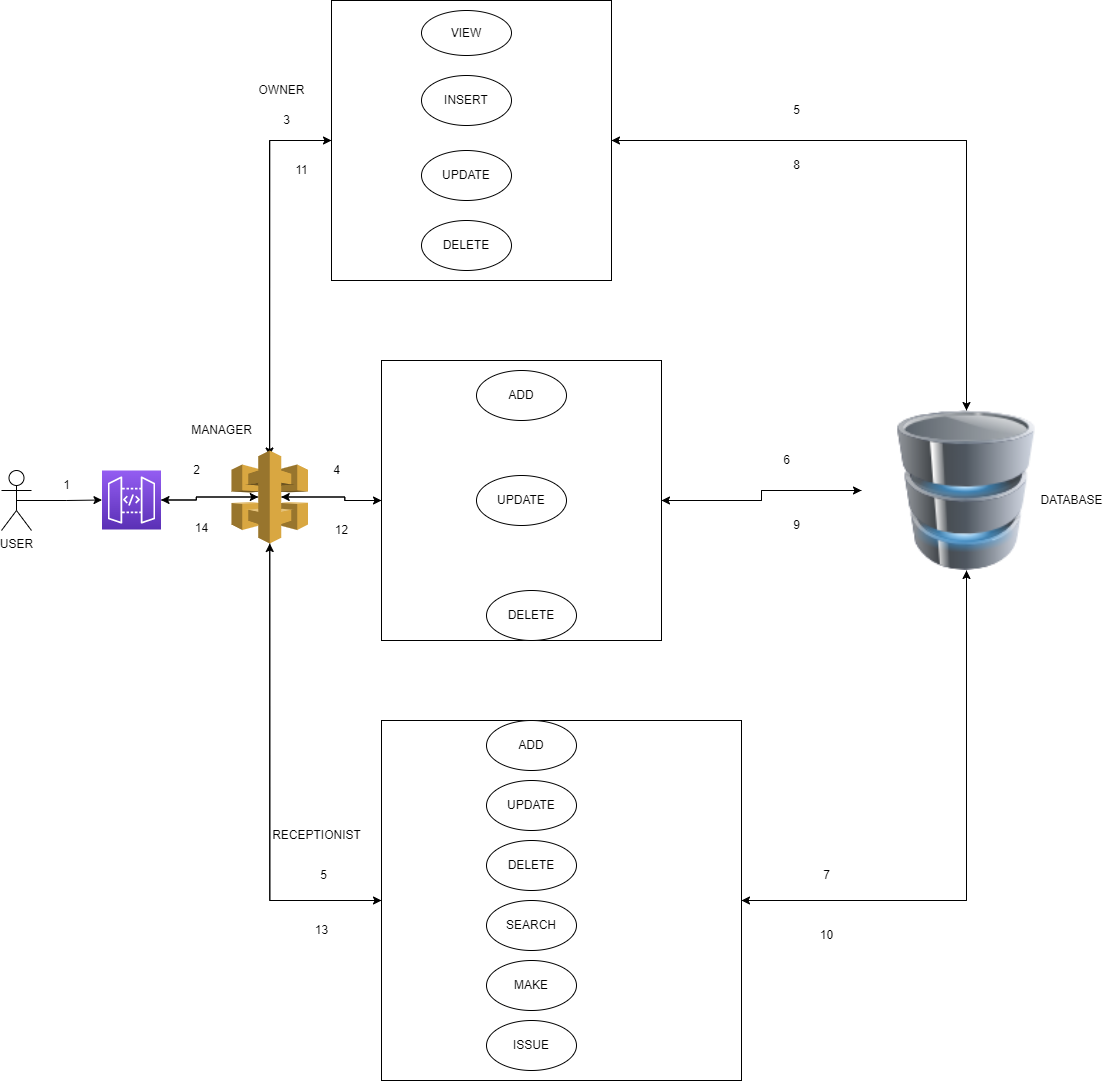 VIEW
OWNER
INSERT
3
5
11
8
UPDATE
DELETE
ADD
MANAGER
6
1
2
4
</>
UPDATE
DATABASE
14
12
9
USER
DELETE
ADD
UPDATE
RECEPTIONIST
DELETE
5
7
13
SEARCH
10
MAKE
ISSUE